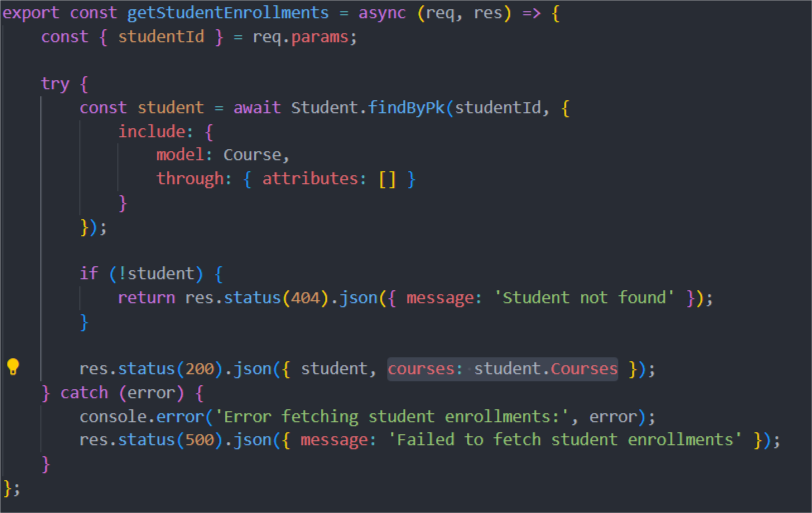 export const getStudentEnrollments = async (req, res) => {
    const { studentId } = req.params;

    try {
        const student = await Student.findByPk(studentId, {
            include: {
                model: Course,
                through: { attributes: [] }
            }
        });

        if (!student) {
            return res.status(404).json({ message: 'Student not found' });
        }

        res.status(200).json({ student, courses: student.Courses });
    } catch (error) {
        console.error('Error fetching student enrollments:', error);
        res.status(500).json({ message: 'Failed to fetch student enrollments' });
    }
};